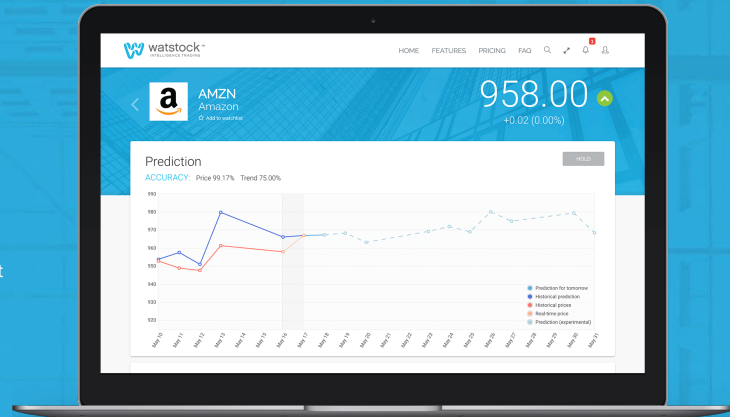 watstock™
INTELLIGENCE TRADING
HOME FEATURES PRICING FAQ
1
AMZN
Amazon
Add to watchlist
958.00
+0.02 (0.00%)
Prediction
HOLD
ACCURACY: Price 99.17% Trend 75.00%
990
980
970
960
950
940
930
920
Prediction for tomorrow
Historical prediction
Historical prices
Real-time price
Prediction (experimental)
May 10 May 11 May 12 May 13 May 14 May 15 May 16 May 17 May 18 May 19 May 20 May 21 May 22 May 23 May 24 May 25 May 26 May 27 May 28 May 29 May 30 May 31
t